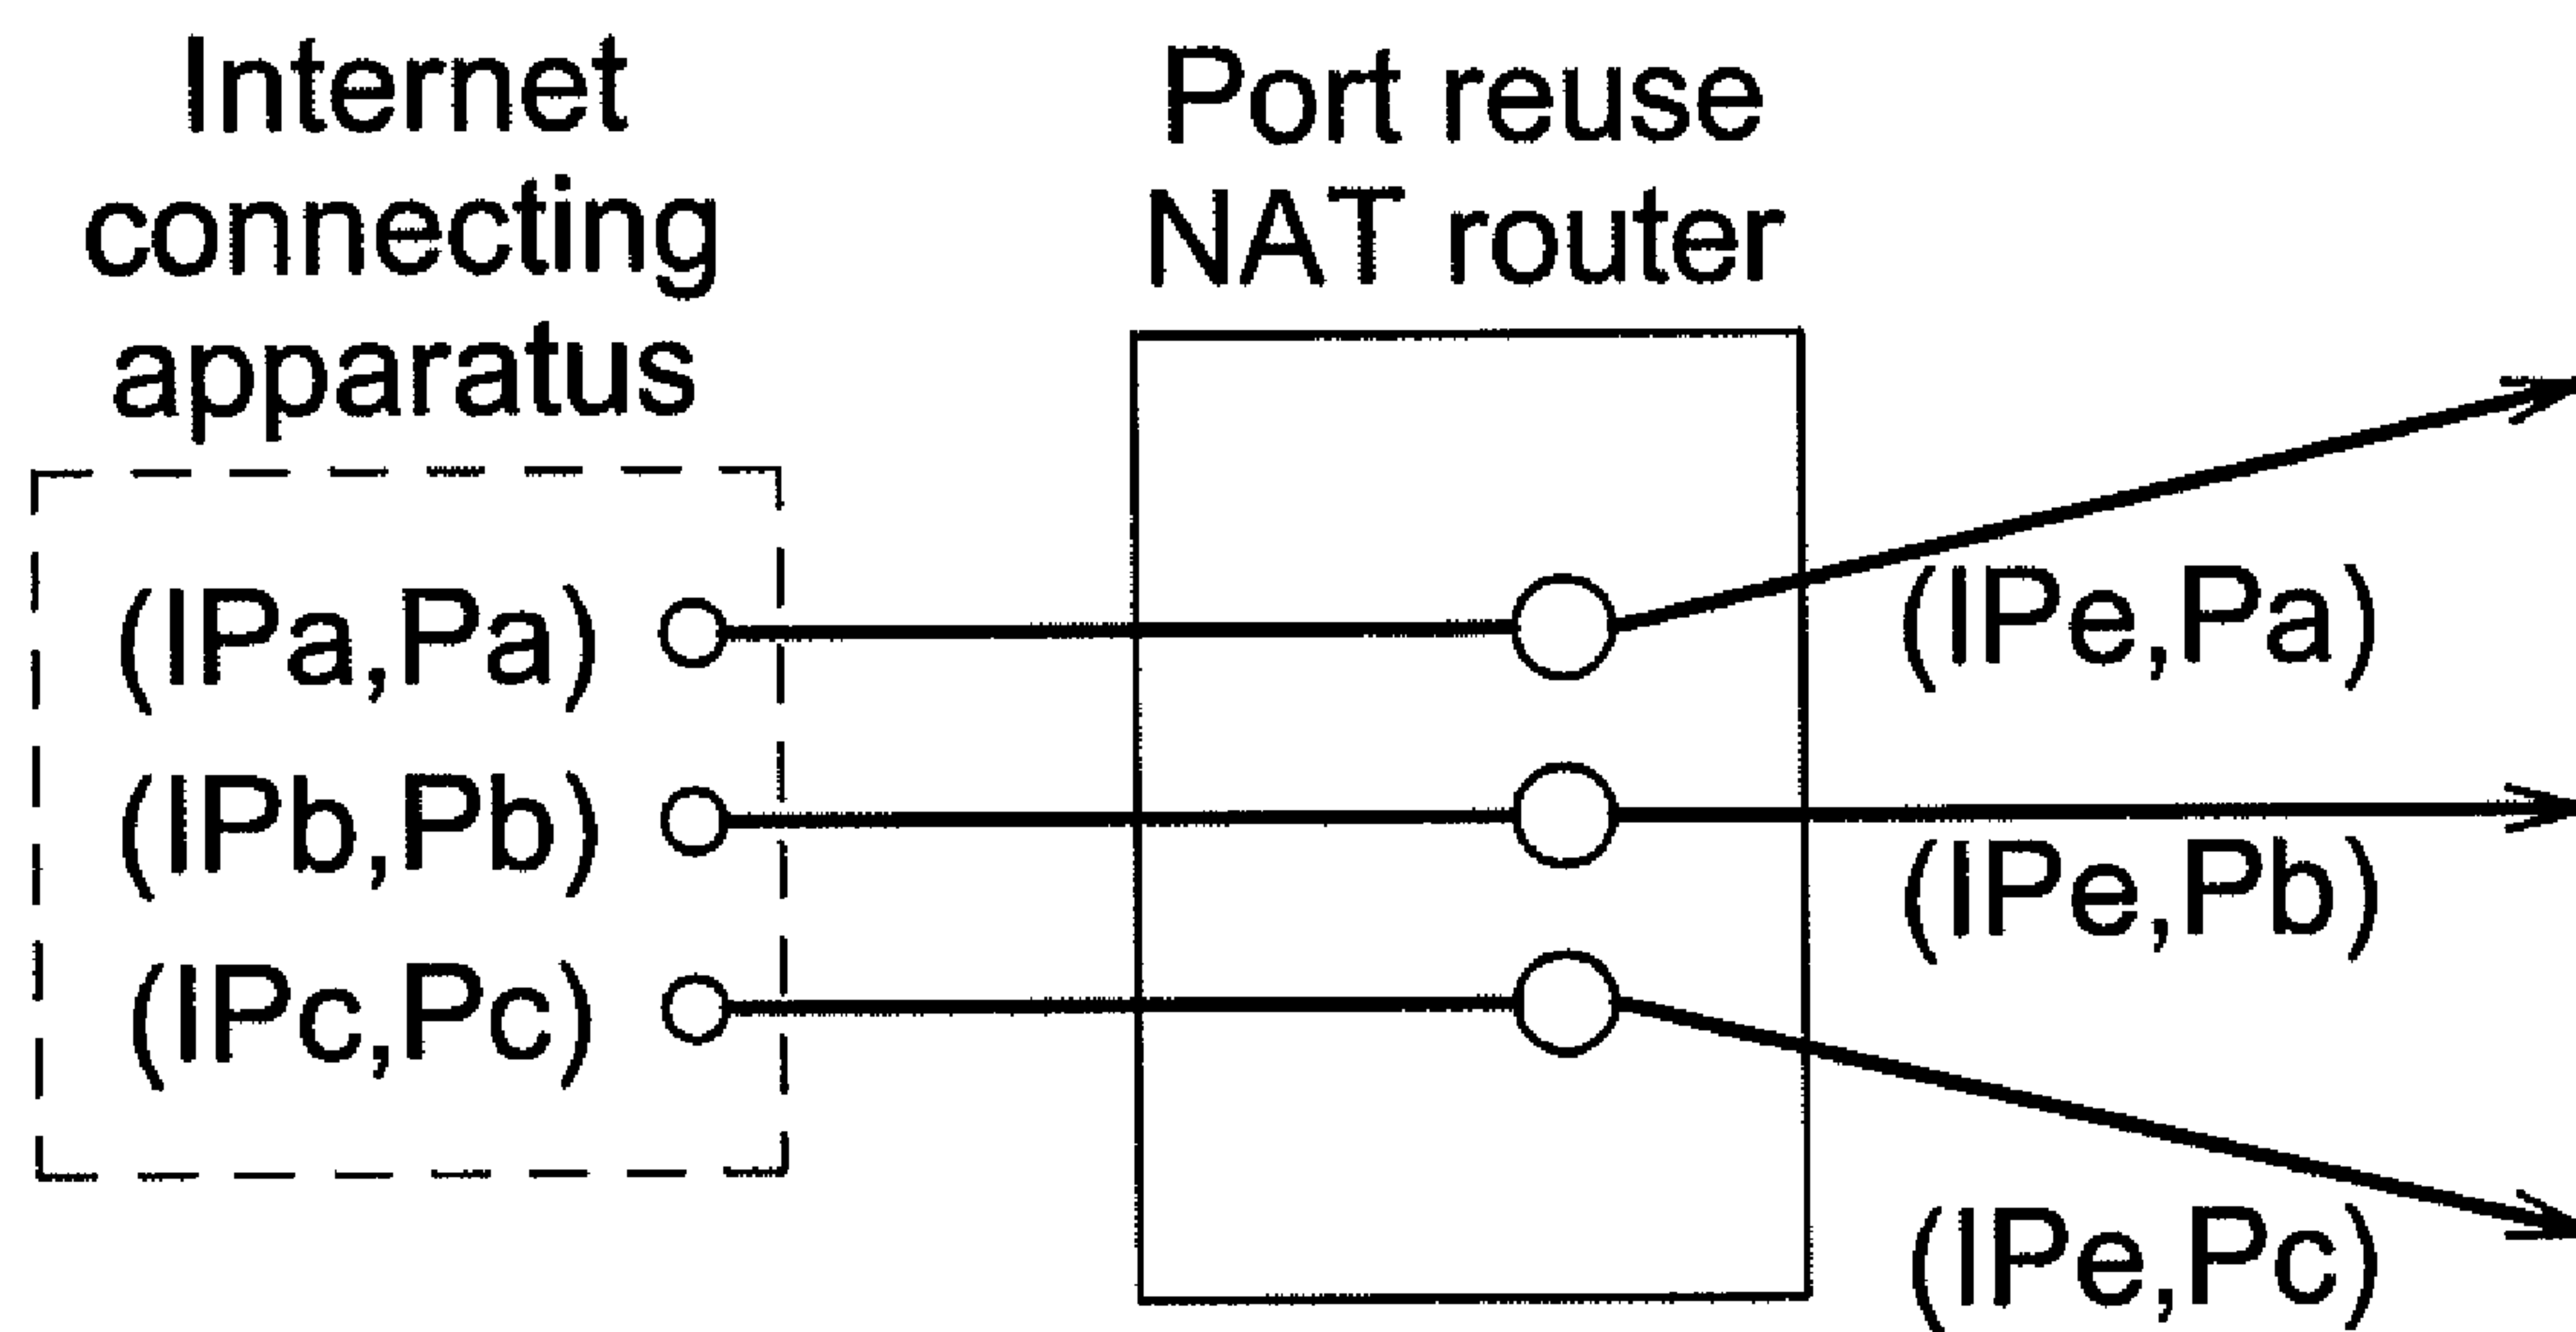 Internet
connecting
apparatus
Port reuse
NAT router
(IPa,Pa)
(IPb,Pb)
(IPc,Pc)
(IPe,Pa)
(IPe,Pb)
(IPe,Pc)